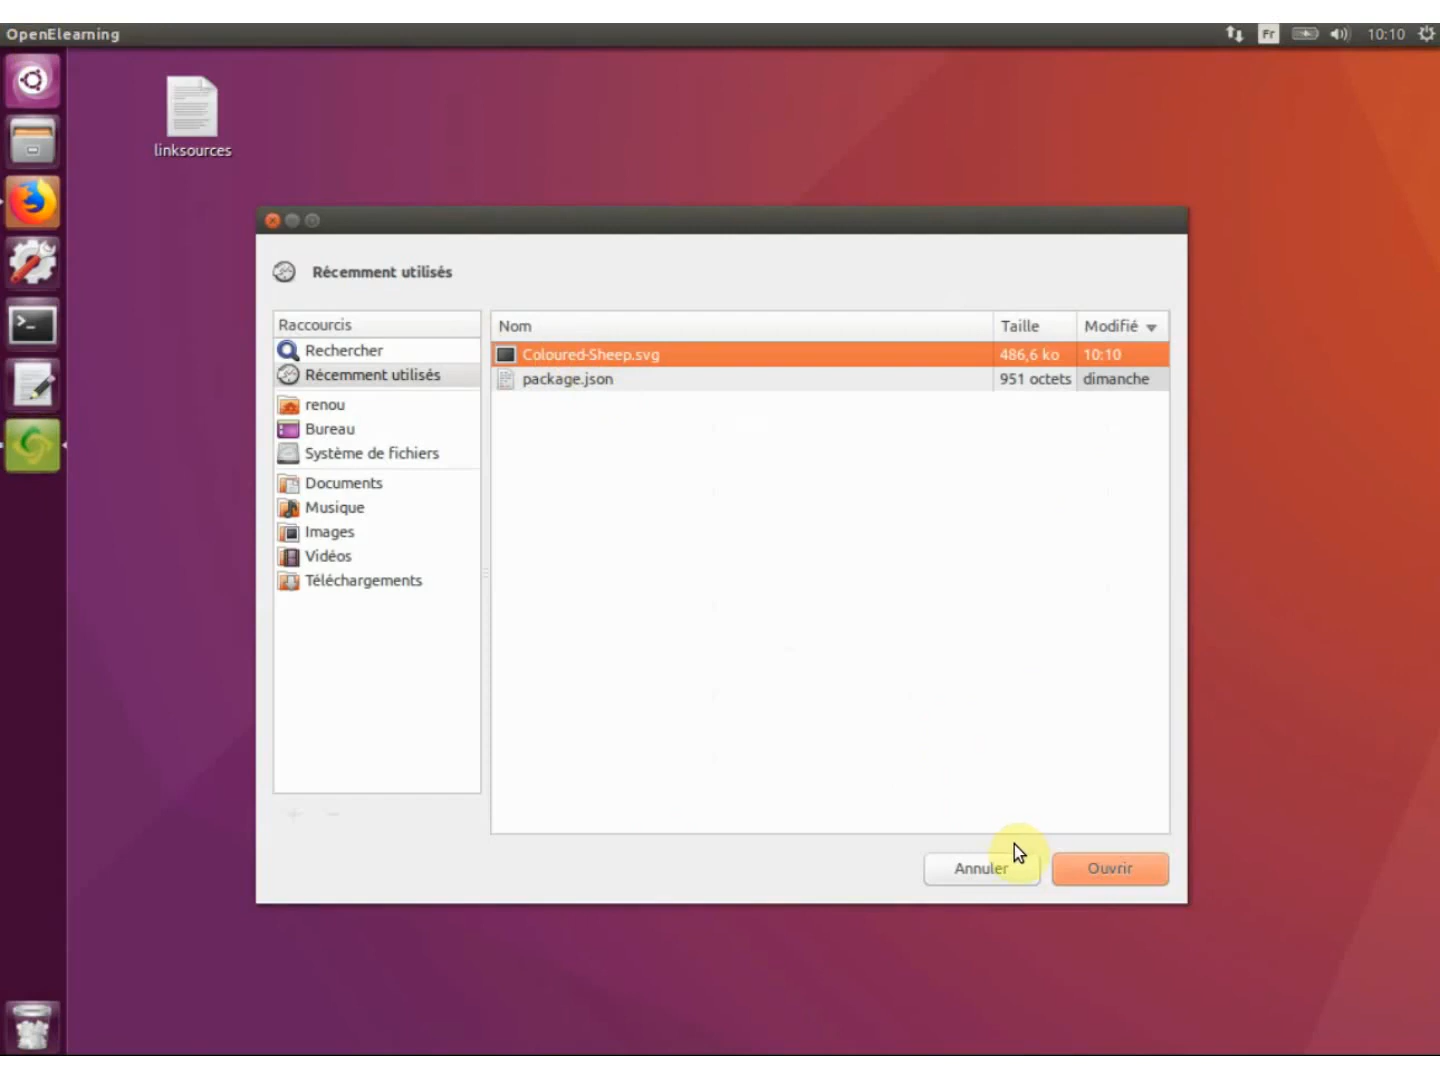 OpenElearning
Fr
10:10
linksources
Récemment utilisés
Raccourcis
Rechercher
Récemment utilisés
renou
Bureau
Système de fichiers
Documents
Musique
Images
Vidéos
Téléchargements
Nom Taille Modifié
Coloured-Sheep.svg 486,6 ko 10:10
package.json 951 octets dimanche
Annuler Ouvrir